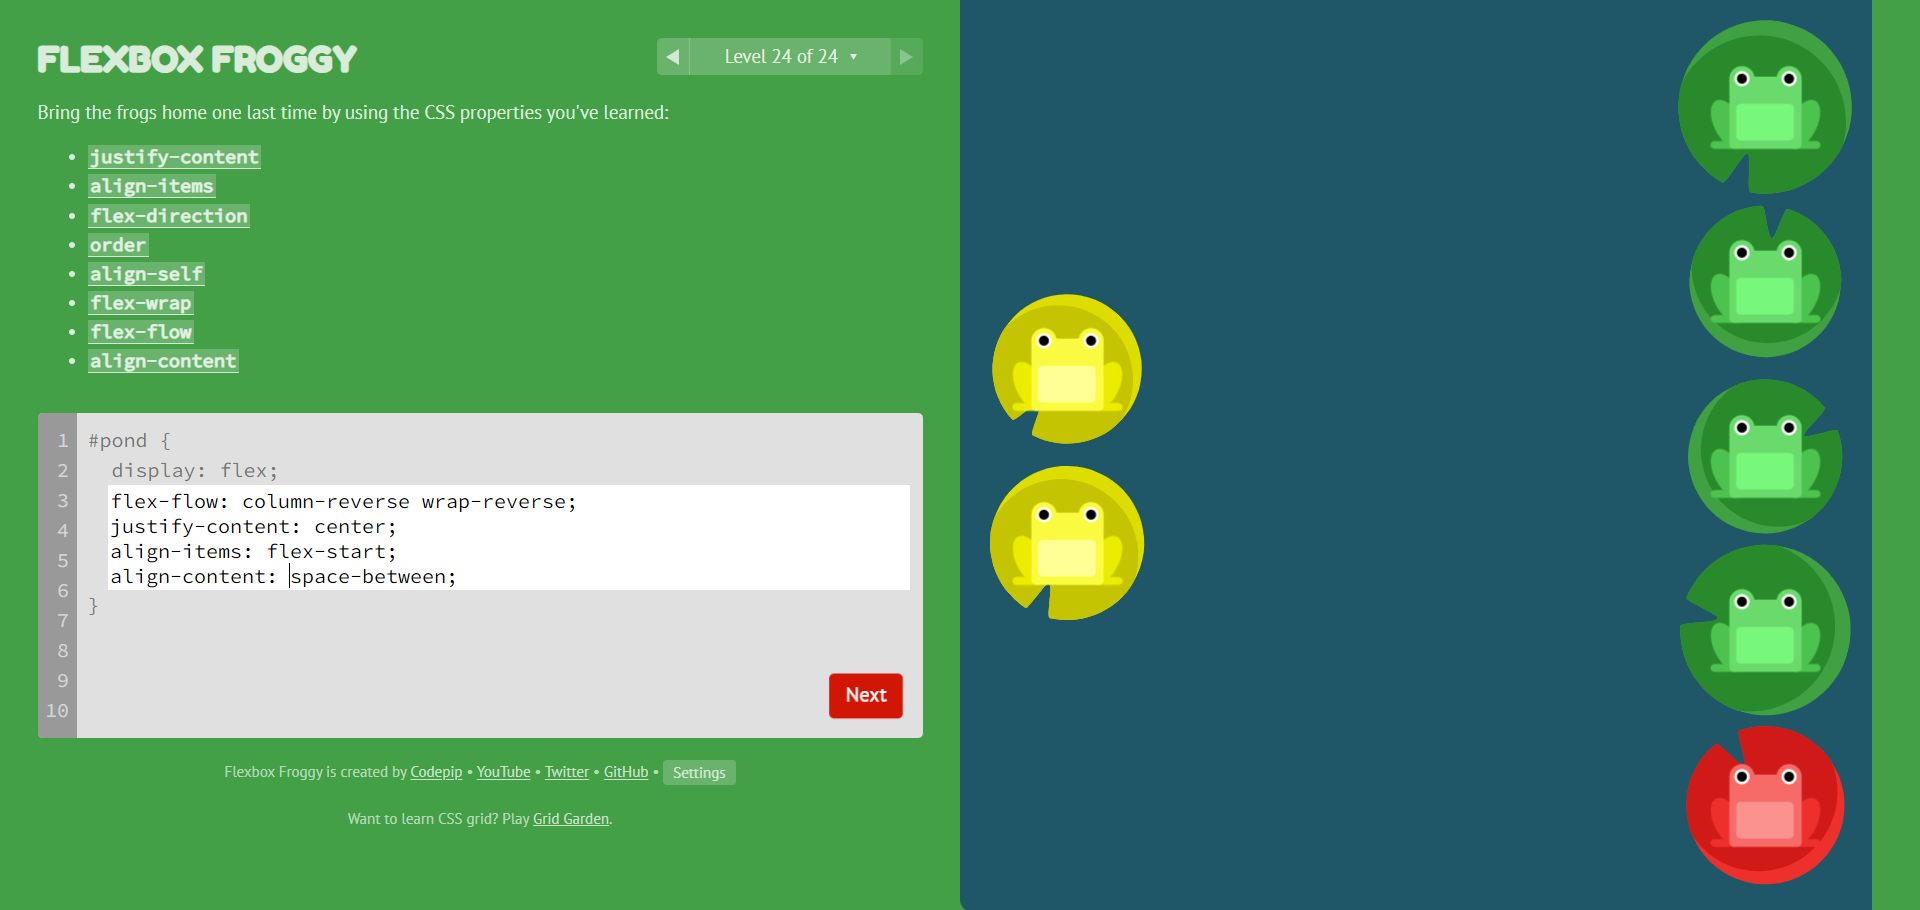 FLEXBOX FROGGY
◀ Level 24 of 24 ▼ ▶
Bring the frogs home one last time by using the CSS properties you've learned:
• justify-content
• align-items
• flex-direction
• order
• align-self
• flex-wrap
• flex-flow
• align-content
1 #pond {
2 display: flex;
3 flex-flow: column-reverse wrap-reverse;
4 justify-content: center;
5 align-items: flex-start;
6 align-content: space-between;
7 }
8
9
10
Next
Flexbox Froggy is created by Codepip • YouTube • Twitter • GitHub • Settings
Want to learn CSS grid? Play Grid Garden.